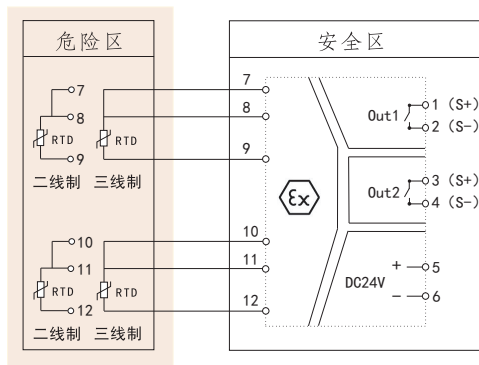 危险区
安全区
7
8
9
RTD
RTD
二线制 三线制
7
8
9
Out1
1 (S+)
2 (S-)
εx
Out2
3 (S+)
4 (S-)
10
11
12
RTD
RTD
二线制 三线制
10
11
12
DC24V
+ 5
- 6